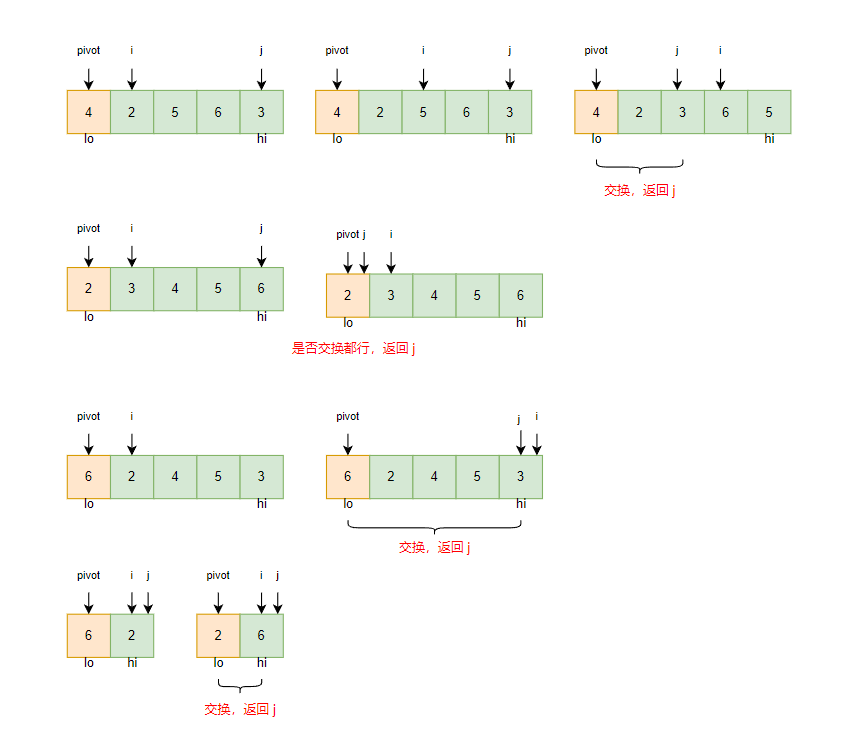 pivot i j pivot i j pivot j i
4 2 5 6 3 4 2 5 6 3 4 2 3 6 5
lo hi lo hi lo hi
交换，返回 j
pivot i j pivot j i
2 3 4 5 6 2 3 4 5 6
lo hi lo hi
是否交换都行，返回 j
pivot i pivot j i
6 2 4 5 3 6 2 4 5 3
lo hi lo hi
交换，返回 j
pivot i j pivot i j
6 2 2 6
lo hi lo hi
交换，返回 j